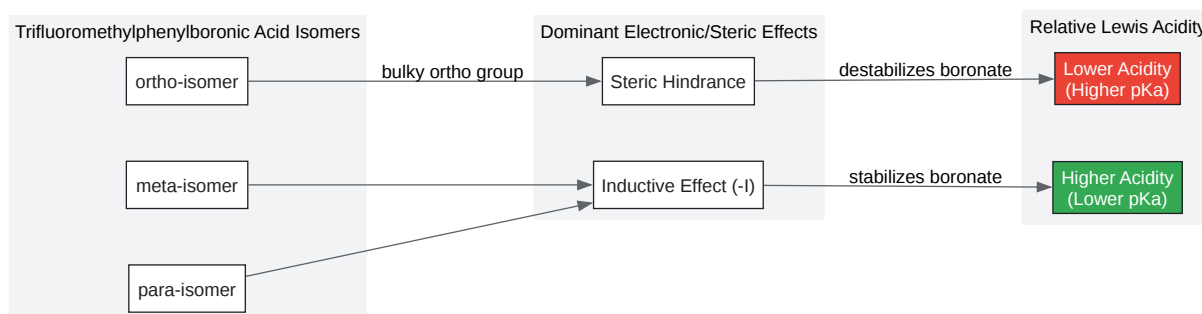 Trifluoromethylphenylboronic Acid Isomers
Dominant Electronic/Steric Effects
Relative Lewis Acidity
ortho-isomer
bulky ortho group
Steric Hindrance
destabilizes boronate
Lower Acidity
(Higher pKa)
meta-isomer
Inductive Effect (-I)
stabilizes boronate
Higher Acidity
(Lower pKa)
para-isomer